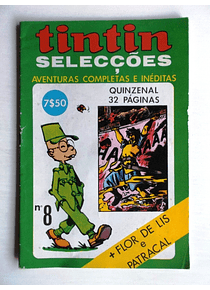 tintin
SELECÇÕES
AVENTURAS COMPLETAS E INÉDITAS
7$50
QUINZENAL
32 PÁGINAS
nº 8
+ FLOR DE LIS
e
PATRACAL